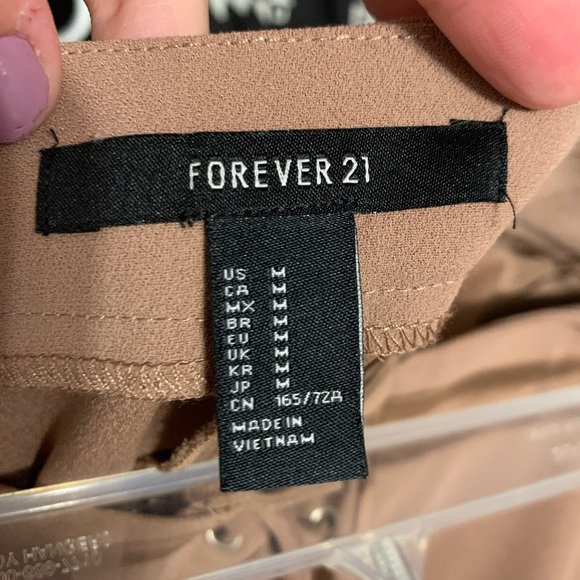 FOREVER 21
US M
CA M
MX M
BR M
EU M
UK M
KR M
JP M
CN 165/72A
MADE IN
VIETNAM